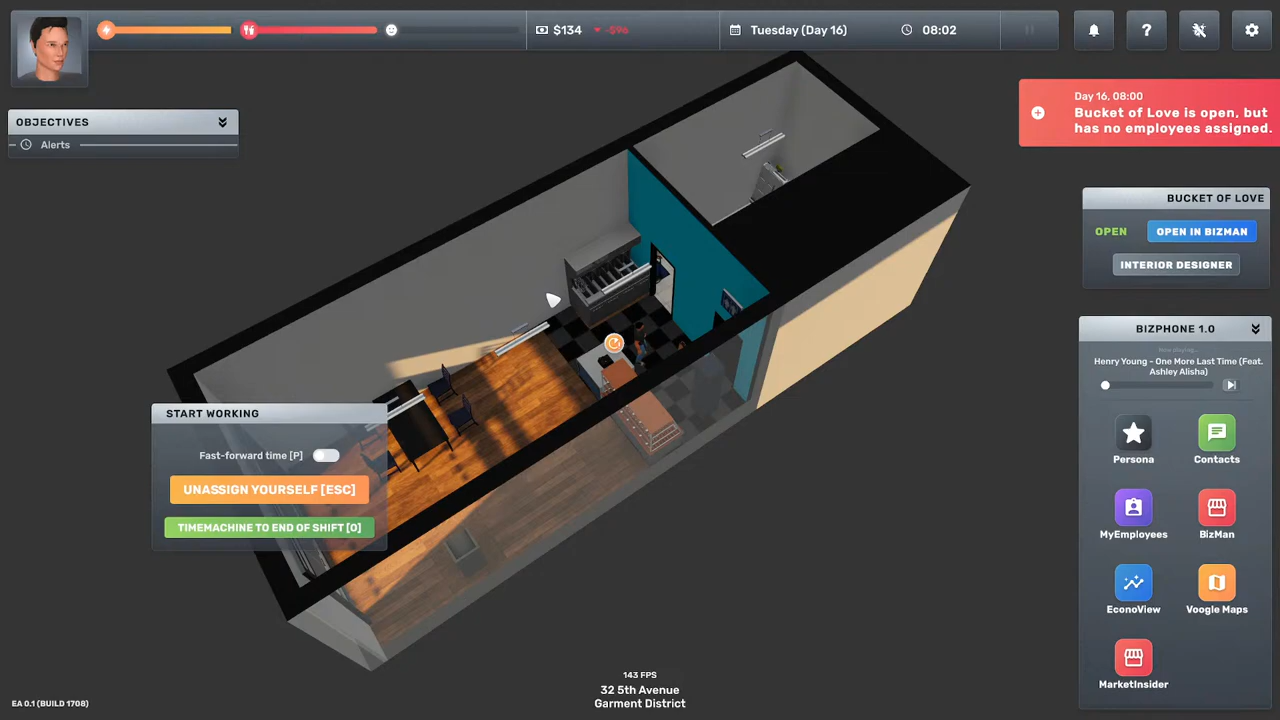 $134
-$96
Tuesday (Day 16)
08:02
?
OBJECTIVES
Alerts
Day 16, 08:00
Bucket of Love is open, but
has no employees assigned.
BUCKET OF LOVE
OPEN
OPEN IN BIZMAN
INTERIOR DESIGNER
BIZPHONE 1.0
Now playing...
Henry Young - One More Last Time (Feat.
Ashley Alisha)
Persona
Contacts
MyEmployees
BizMan
EconoView
Voogle Maps
MarketInsider
START WORKING
Fast-forward time [P]
UNASSIGN YOURSELF [ESC]
TIMEMACHINE TO END OF SHIFT [O]
143 FPS
32 5th Avenue
Garment District
EA 0.1 (BUILD 1708)